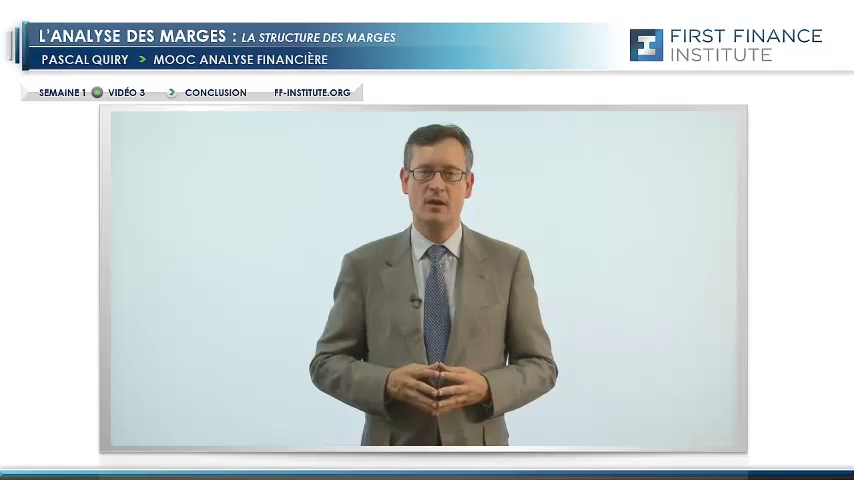 L'ANALYSE DES MARGES : LA STRUCTURE DES MARGES
PASCAL QUIRY > MOOC ANALYSE FINANCIÈRE
FIRST FINANCE
INSTITUTE
SEMAINE 1 VIDÉO 3 > CONCLUSION FF-INSTITUTE.ORG